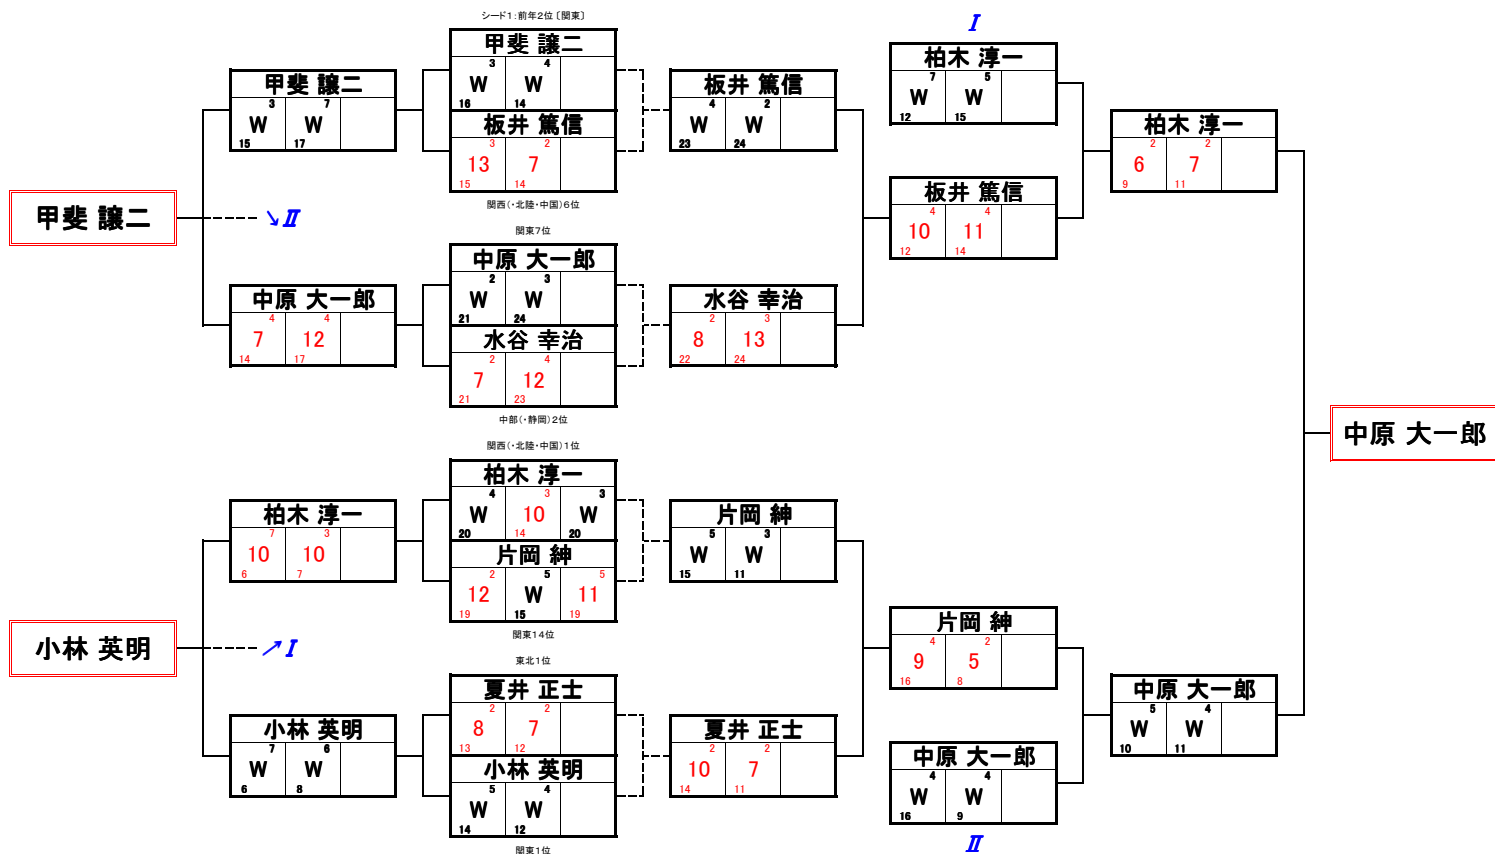 シード1:前年2位〔関東〕
甲斐 譲二
3 4
W W
16 14
板井 篤信
3 2
13 7
15 14
関西(・北陸・中国)6位
関東7位
中原 大一郎
2 3
W W
21 24
水谷 幸治
2 4
7 12
21 23
中部(・静岡)2位
関西(・北陸・中国)1位
柏木 淳一
4 3 3
W 10 W
20 14 20
片岡 紳
2 5 5
12 W 11
19 15 19
関東14位
東北1位
夏井 正士
2 2
8 7
13 12
小林 英明
5 4
W W
14 12
関東1位
甲斐 譲二
3 7
W W
15 17
中原 大一郎
4 4
7 12
14 17
甲斐 譲二
↘II
柏木 淳一
7 3
10 10
6 7
小林 英明
7 6
W W
6 8
小林 英明
↗I
板井 篤信
4 2
W W
23 24
水谷 幸治
2 3
8 13
22 24
片岡 紳
5 3
W W
15 11
夏井 正士
2 2
10 7
14 11
I
柏木 淳一
7 5
W W
12 15
板井 篤信
4 4
10 11
12 14
片岡 紳
4 2
9 5
16 8
中原 大一郎
4 4
W W
16 9
II
柏木 淳一
2 2
6 7
9 11
中原 大一郎
5 4
W W
10 11
中原 大一郎